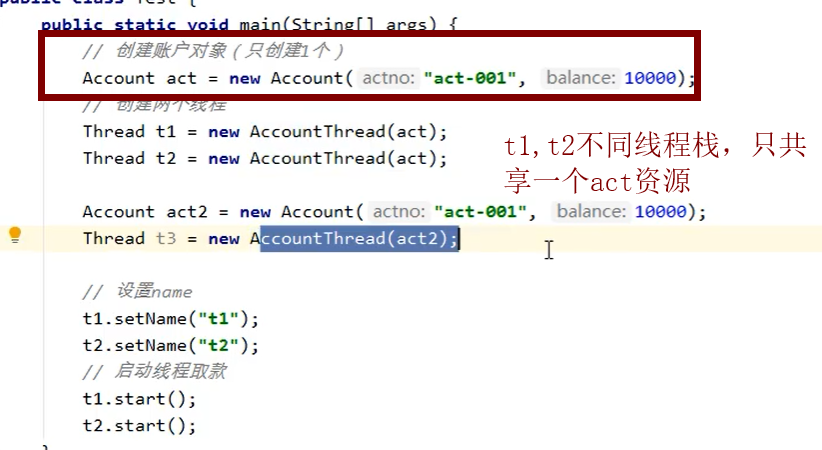 public class Test {
public static void main(String[] args) {
// 创建账户对象（只创建1个）
Account act = new Account( actno: "act-001", balance: 10000);
// 创建两个线程
Thread t1 = new AccountThread(act);
Thread t2 = new AccountThread(act);
t1,t2不同线程栈，只共
享一个act资源
Account act2 = new Account( actno: "act-001", balance: 10000);
Thread t3 = new AccountThread(act2);
// 设置name
t1.setName("t1");
t2.setName("t2");
// 启动线程取款
t1.start();
t2.start();